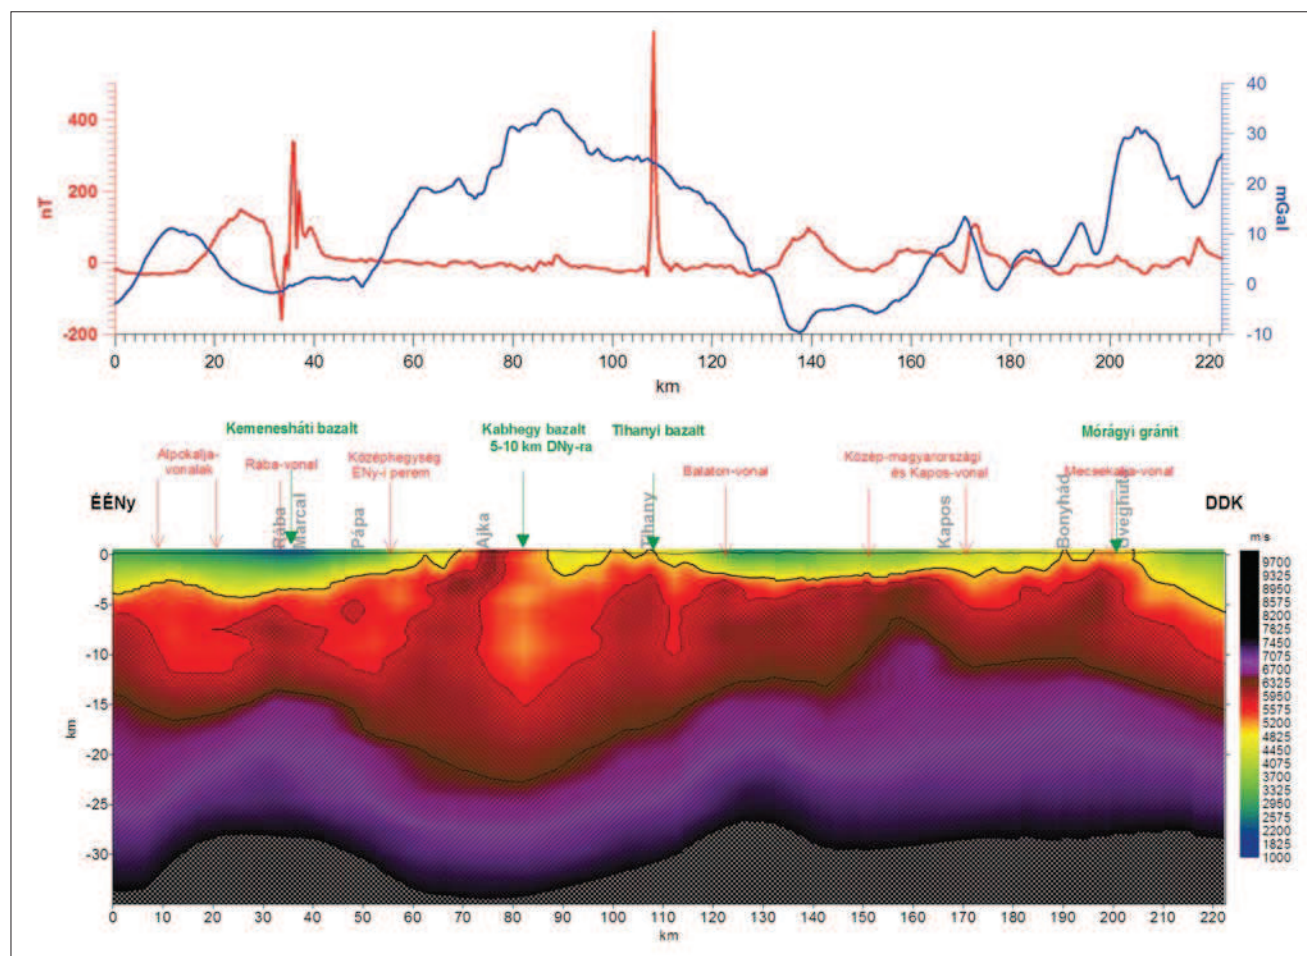 400
200
0
-200
nT
40
30
20
10
0
-10
mGal
0 20 40 60 80 100 120 140 160 180 200 220
km
Kemenesháti bazalt
Kabhegy bazalt
5-10 km DNy-ra
Tihanyi bazalt
Mórágyi gránit
Alpokalja-
vonalak
Rába-vonal
Középhegység
ÉNy-i perem
Balaton-vonal
Közép-magyarországi
és Kapos-vonal
Mecsekalja-vonal
ÉÉNy
DDK
Rába
Marcal
Pápa
Ajka
Tihany
Kapos
Bonyhád
Üveghuta
0
-5
-10
-15
-20
-25
-30
km
0 10 20 30 40 50 60 70 80 90 100 110 120 130 140 150 160 170 180 190 200 210 220
km
m/s
9700
9325
8950
8575
8200
7825
7450
7075
6700
6325
5950
5575
5200
4825
4450
4075
3700
3325
2950
2575
2200
1825
1000